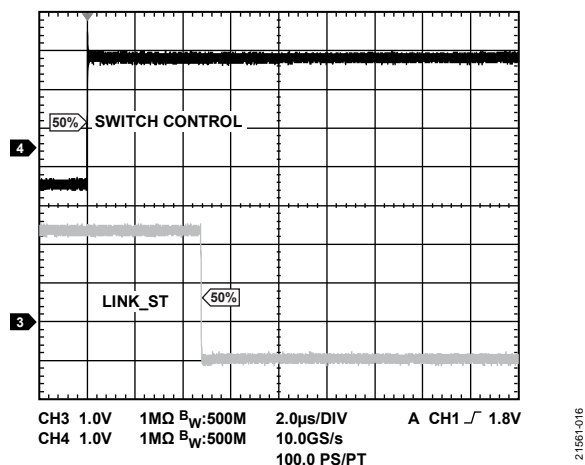 50% SWITCH CONTROL
4
LINK_ST 50%
3
CH3 1.0V 1MΩ BW:500M 2.0µs/DIV A CH1 1.8V
CH4 1.0V 1MΩ BW:500M 10.0GS/s
100.0 PS/PT
21561-016